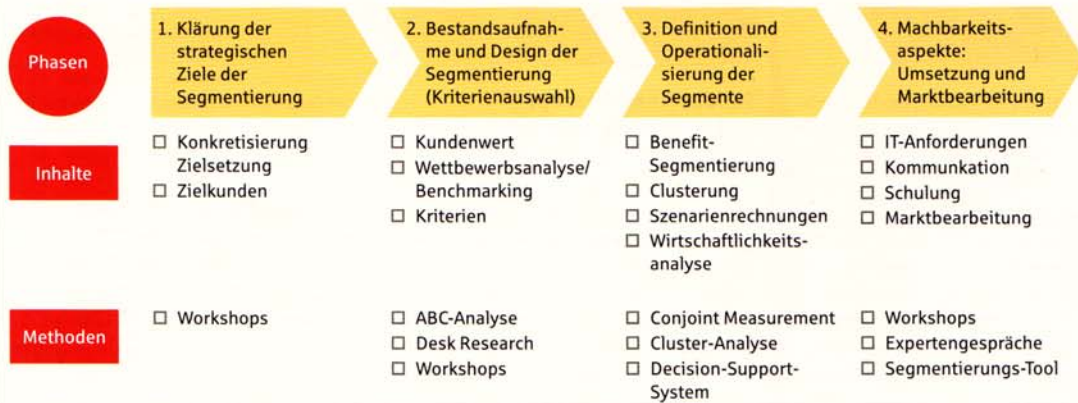 Phasen
1. Klärung der
strategischen
Ziele der
Segmentierung
2. Bestandsaufnah-
me und Design der
Segmentierung
(Kriterienauswahl)
3. Definition und
Operationali-
sierung der
Segmente
4. Machbarkeits-
aspekte:
Umsetzung und
Marktbearbeitung
Inhalte
Konkretisierung
Zielsetzung
Zielkunden
Kundenwert
Wettbewerbsanalyse/
Benchmarking
Kriterien
Benefit-
Segmentierung
Clusterung
Szenarienrechnungen
Wirtschaftlichkeits-
analyse
IT-Anforderungen
Kommunkation
Schulung
Marktbearbeitung
Methoden
Workshops
ABC-Analyse
Desk Research
Workshops
Conjoint Measurement
Cluster-Analyse
Decision-Support-
System
Workshops
Expertengespräche
Segmentierungs-Tool